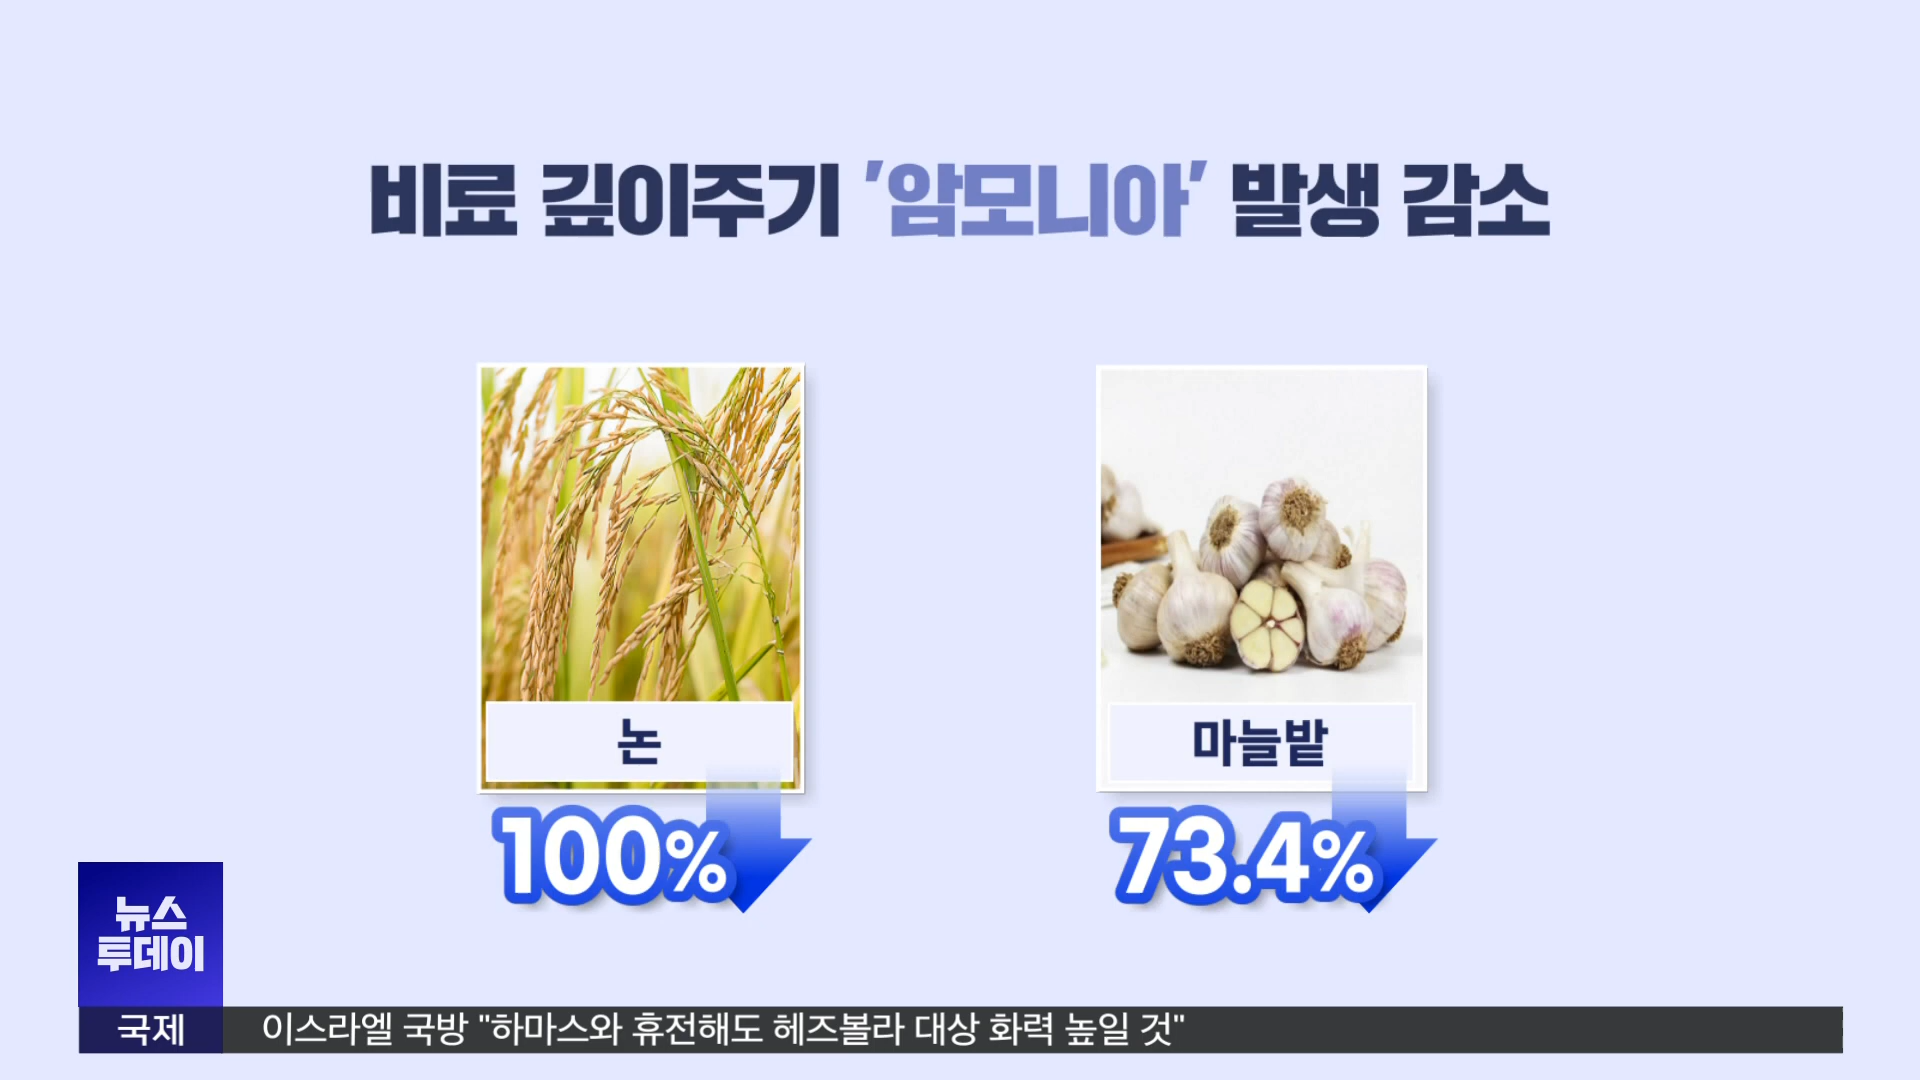 비료 깊이주기 '암모니아' 발생 감소
논
마늘밭
100%
73.4%
뉴스
투데이
국제
이스라엘 국방 "하마스와 휴전해도 헤즈볼라 대상 화력 높일 것"